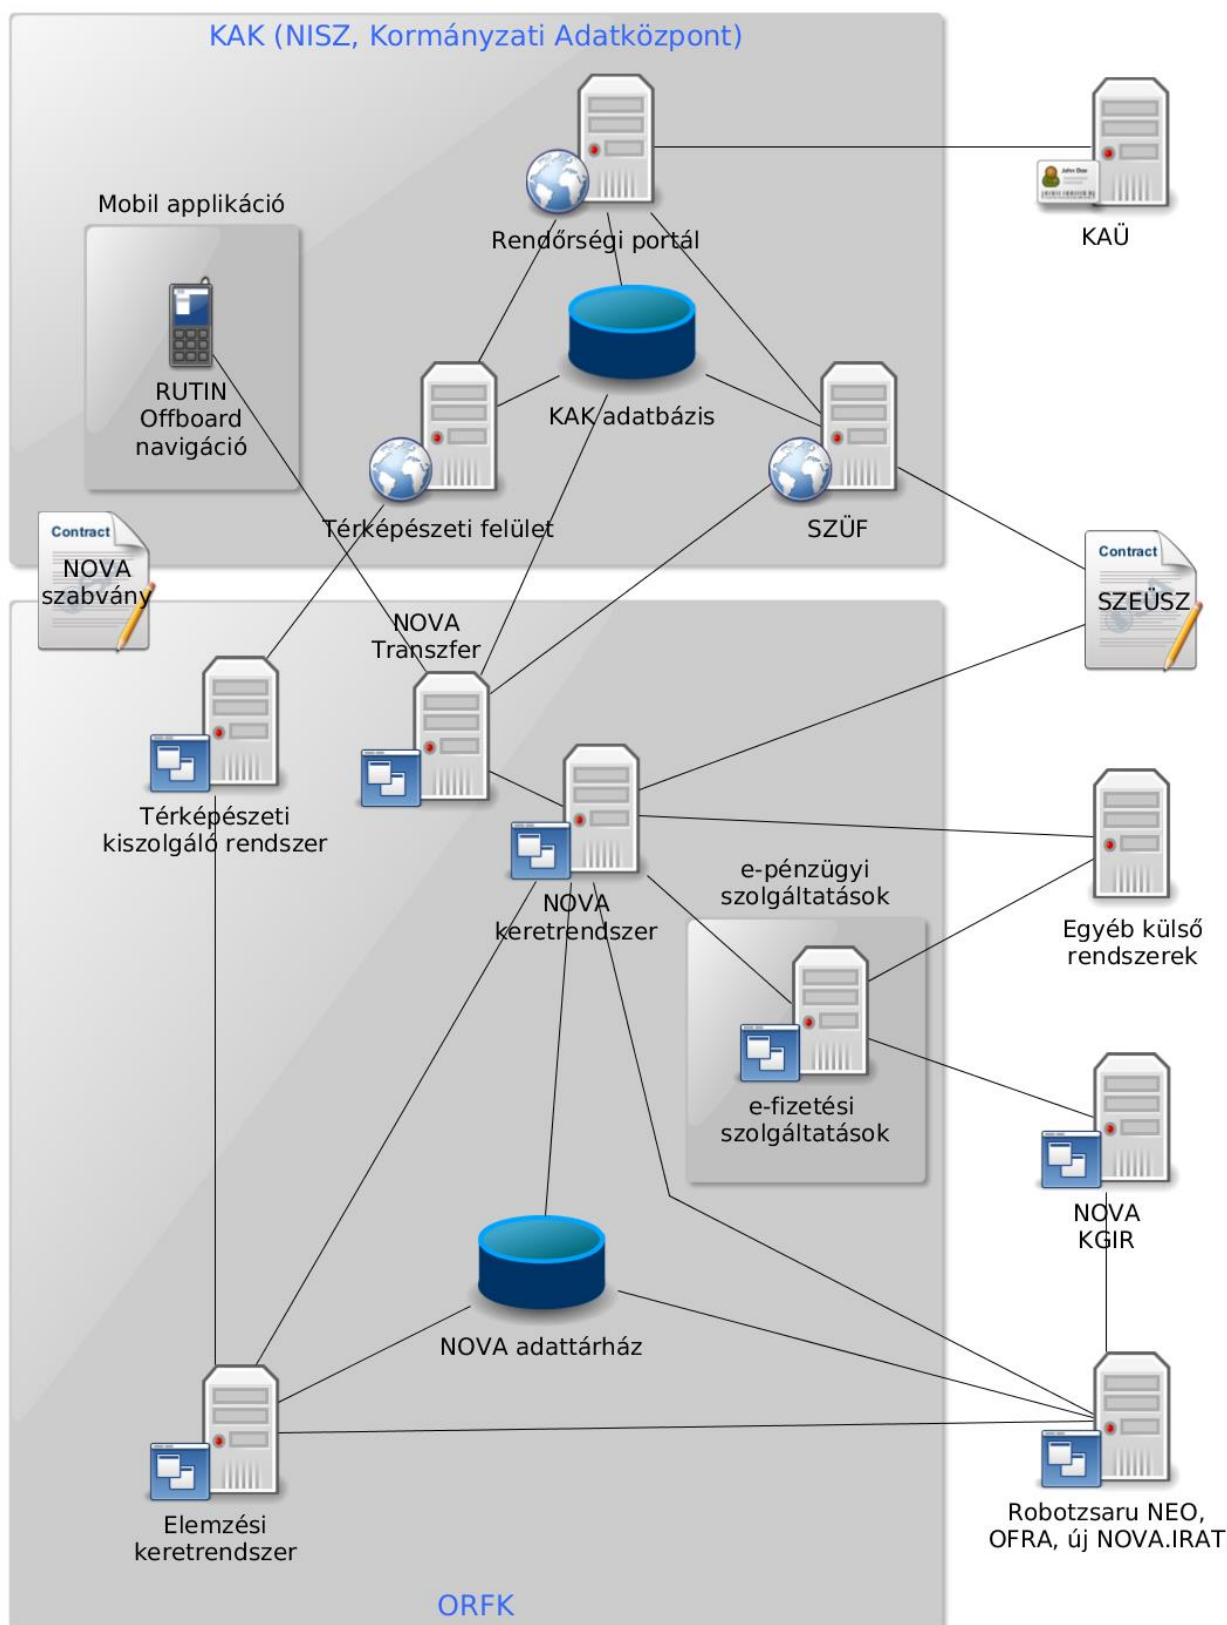 KAK (NISZ, Kormányzati Adatközpont)
Mobil applikáció
Rendőrségi portál
John Doe
KAÜ
RUTIN
Offboard
navigáció
KAK adatbázis
Térképészeti felület
SZÜF
Contract
NOVA
szabvány
Contract
SZEÜSZ
NOVA
Transzfer
Térképészeti
kiszolgáló rendszer
NOVA
keretrendszer
e-pénzügyi
szolgáltatások
Egyéb külső
rendszerek
e-fizetési
szolgáltatások
NOVA
KGIR
NOVA adattárház
Elemzési
keretrendszer
Robotzsaru NEO,
OFRA, új NOVA.IRAT
ORFK